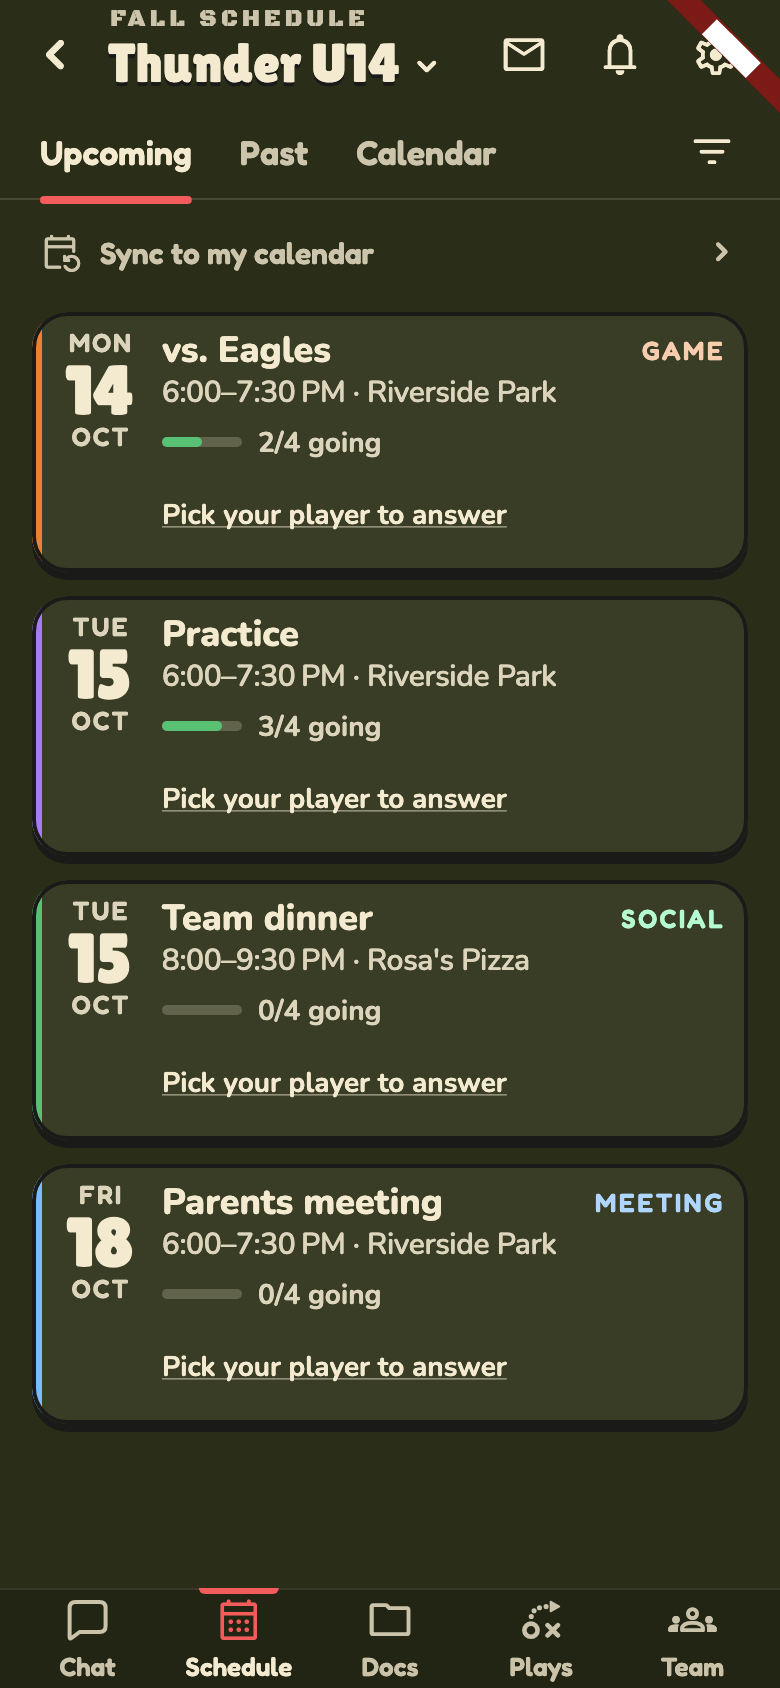 FALL SCHEDULE
Thunder U14
Upcoming Past Calendar
Sync to my calendar
MON
14
OCT
vs. Eagles
GAME
6:00–7:30 PM · Riverside Park
2/4 going
Pick your player to answer
TUE
15
OCT
Practice
6:00–7:30 PM · Riverside Park
3/4 going
Pick your player to answer
TUE
15
OCT
Team dinner
SOCIAL
8:00–9:30 PM · Rosa's Pizza
0/4 going
Pick your player to answer
FRI
18
OCT
Parents meeting
MEETING
6:00–7:30 PM · Riverside Park
0/4 going
Pick your player to answer
Chat Schedule Docs Plays Team